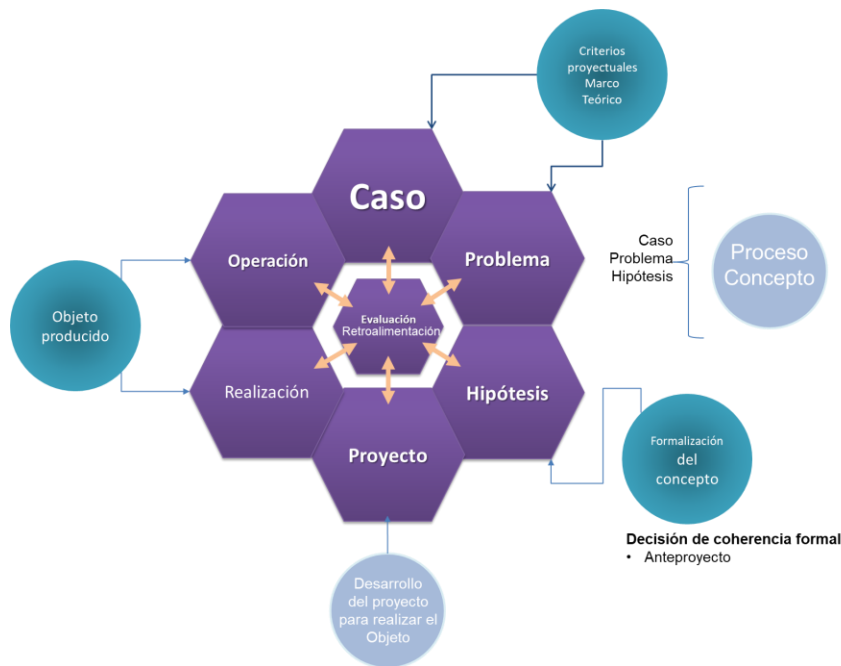 Criterios
proyectuales
Marco
Teórico
Caso
Operación
Problema
Caso
Problema
Hipótesis
Proceso
Concepto
Evaluación
Retroalimentación
Objeto
producido
Realización
Hipótesis
Proyecto
Formalización
del
concepto
Decisión de coherencia formal
• Anteproyecto
Desarrollo
del proyecto
para realizar el
Objeto